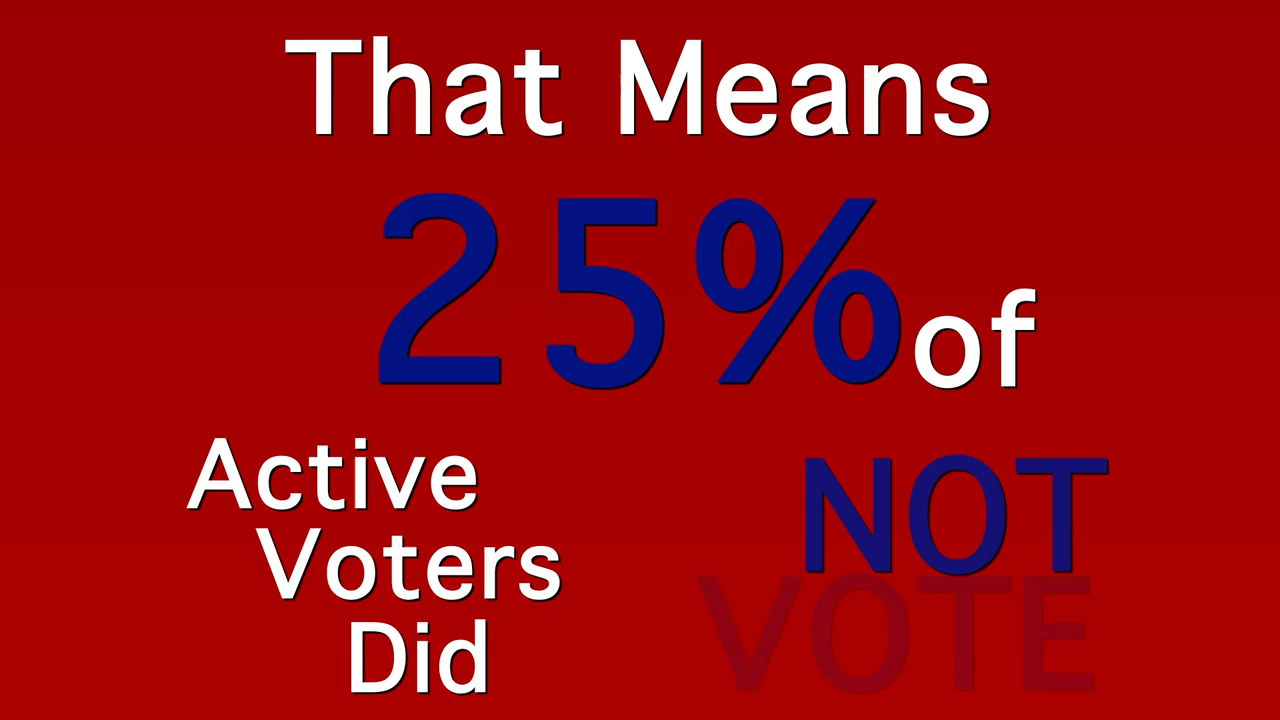 That Means
25% of
Active
Voters
Did
NOT
VOTE